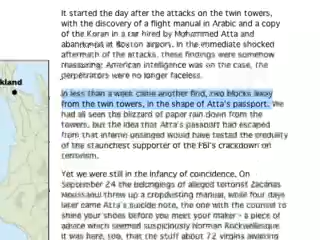 It started the day after the attacks on the twin towers,
with the discovery of a flight manual in Arabic and a copy
of the Koran in a car hired by Mohammed Atta and
abandoned at Boston airport. In the immediate shocked
aftermath of the attacks, these findings were somehow
reassuring: American intelligence was on the case, the
perpetrators were no longer faceless.
In less than a week came another find, two blocks away
from the twin towers, in the shape of Atta's passport. We
had all seen the blizzard of paper rain down from the
towers, but the idea that Atta's passport had escaped
from that inferno unsinged would have tested the credulity
of the staunchest supporter of the FBI's crackdown on
terrorism.
Yet we were still in the infancy of coincidence. On
September 24 the belongings of alleged terrorist Zacarias
Moussaoui threw up a cropdusting manual, while four days
later came Atta's suicide note, the one with the counsel to
shine your shoes before you meet your maker - a piece of
advice which seemed suspiciously Norman Rockwellesque
it was here, too, that the stuff about 72 virgins awaiting
kland